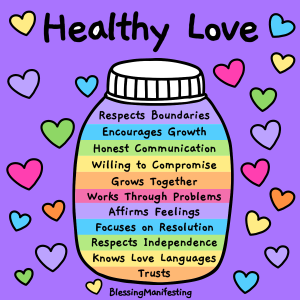 Healthy Love
Respects Boundaries
Encourages Growth
Honest Communication
Willing to Compromise
Grows Together
Works Through Problems
Affirms Feelings
Focuses on Resolution
Respects Independence
Knows Love Languages
Trusts
BlessingManifesting